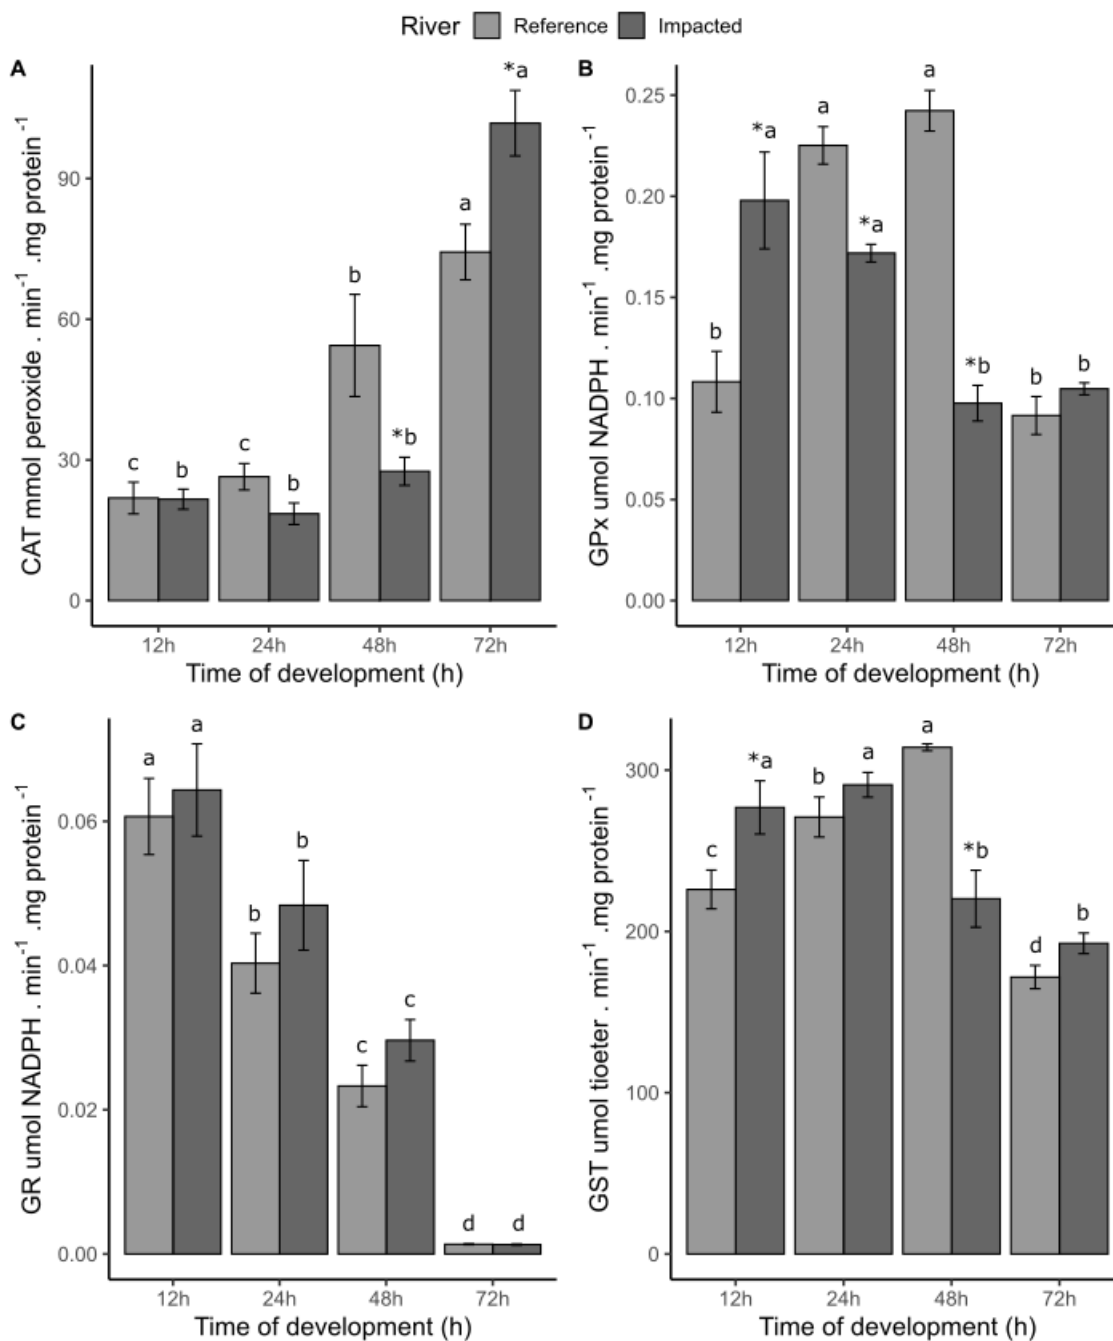 River Reference Impacted
A
CAT mmol peroxide . min⁻¹ .mg protein⁻¹
90
60
30
0
c b c b b *b a *a
12h 24h 48h 72h
Time of development (h)
B
GPx umol NADPH . min⁻¹ .mg protein⁻¹
0.25
0.20
0.15
0.10
0.05
0.00
b *a a *a a *b b b
12h 24h 48h 72h
Time of development (h)
C
GR umol NADPH . min⁻¹ .mg protein⁻¹
0.06
0.04
0.02
0.00
a a b b c c d d
12h 24h 48h 72h
Time of development (h)
D
GST umol tioeter . min⁻¹ .mg protein⁻¹
300
200
100
0
c *a b a a *b d b
12h 24h 48h 72h
Time of development (h)